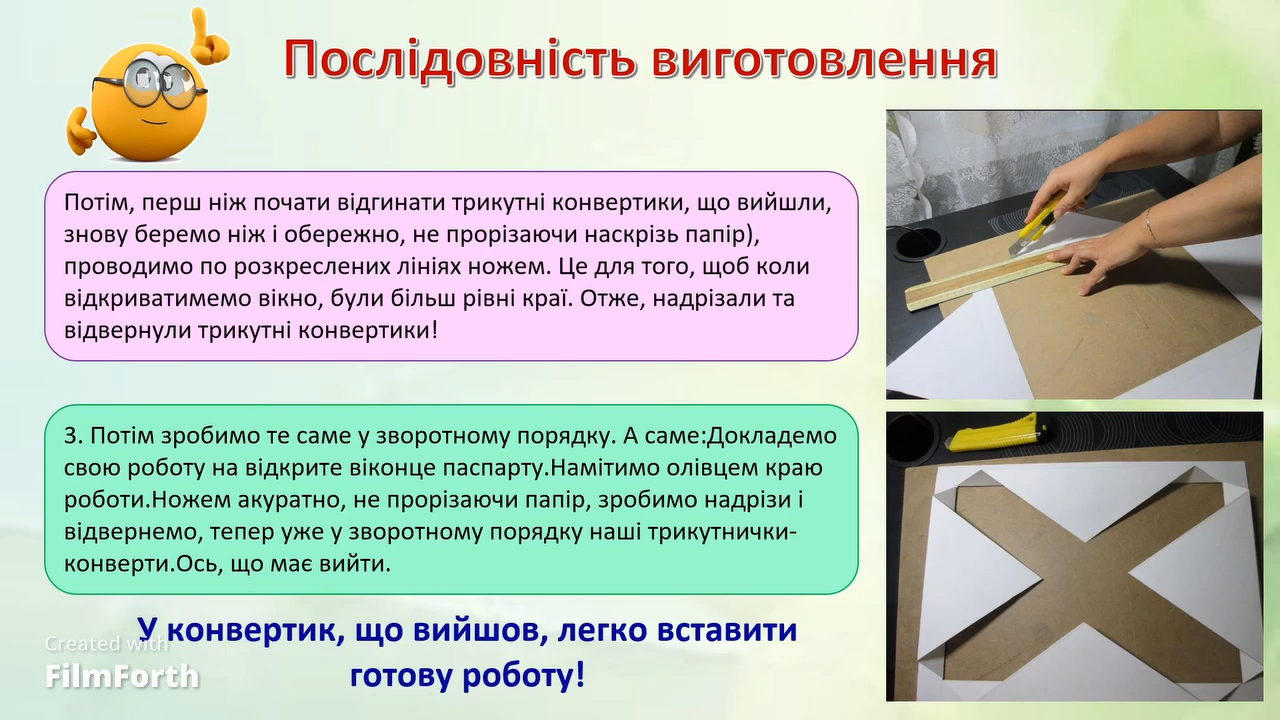 Послідовність виготовлення
Потім, перш ніж почати відгинати трикутні конвертики, що вийшли,
знову беремо ніж і обережно, не прорізаючи наскрізь папір),
проводимо по розкреслених лініях ножем. Це для того, щоб коли
відкриватимемо вікно, були більш рівні краї. Отже, надрізали та
відвернули трикутні конвертики!
3. Потім зробимо те саме у зворотному порядку. А саме:Докладемо
свою роботу на відкрите віконце паспарту.Намітимо олівцем краю
роботи.Ножем акуратно, не прорізаючи папір, зробимо надрізи і
відвернемо, тепер уже у зворотному порядку наші трикутнички-
конверти.Ось, що має вийти.
У конвертик, що вийшов, легко вставити
готову роботу!
Created with
FilmForth